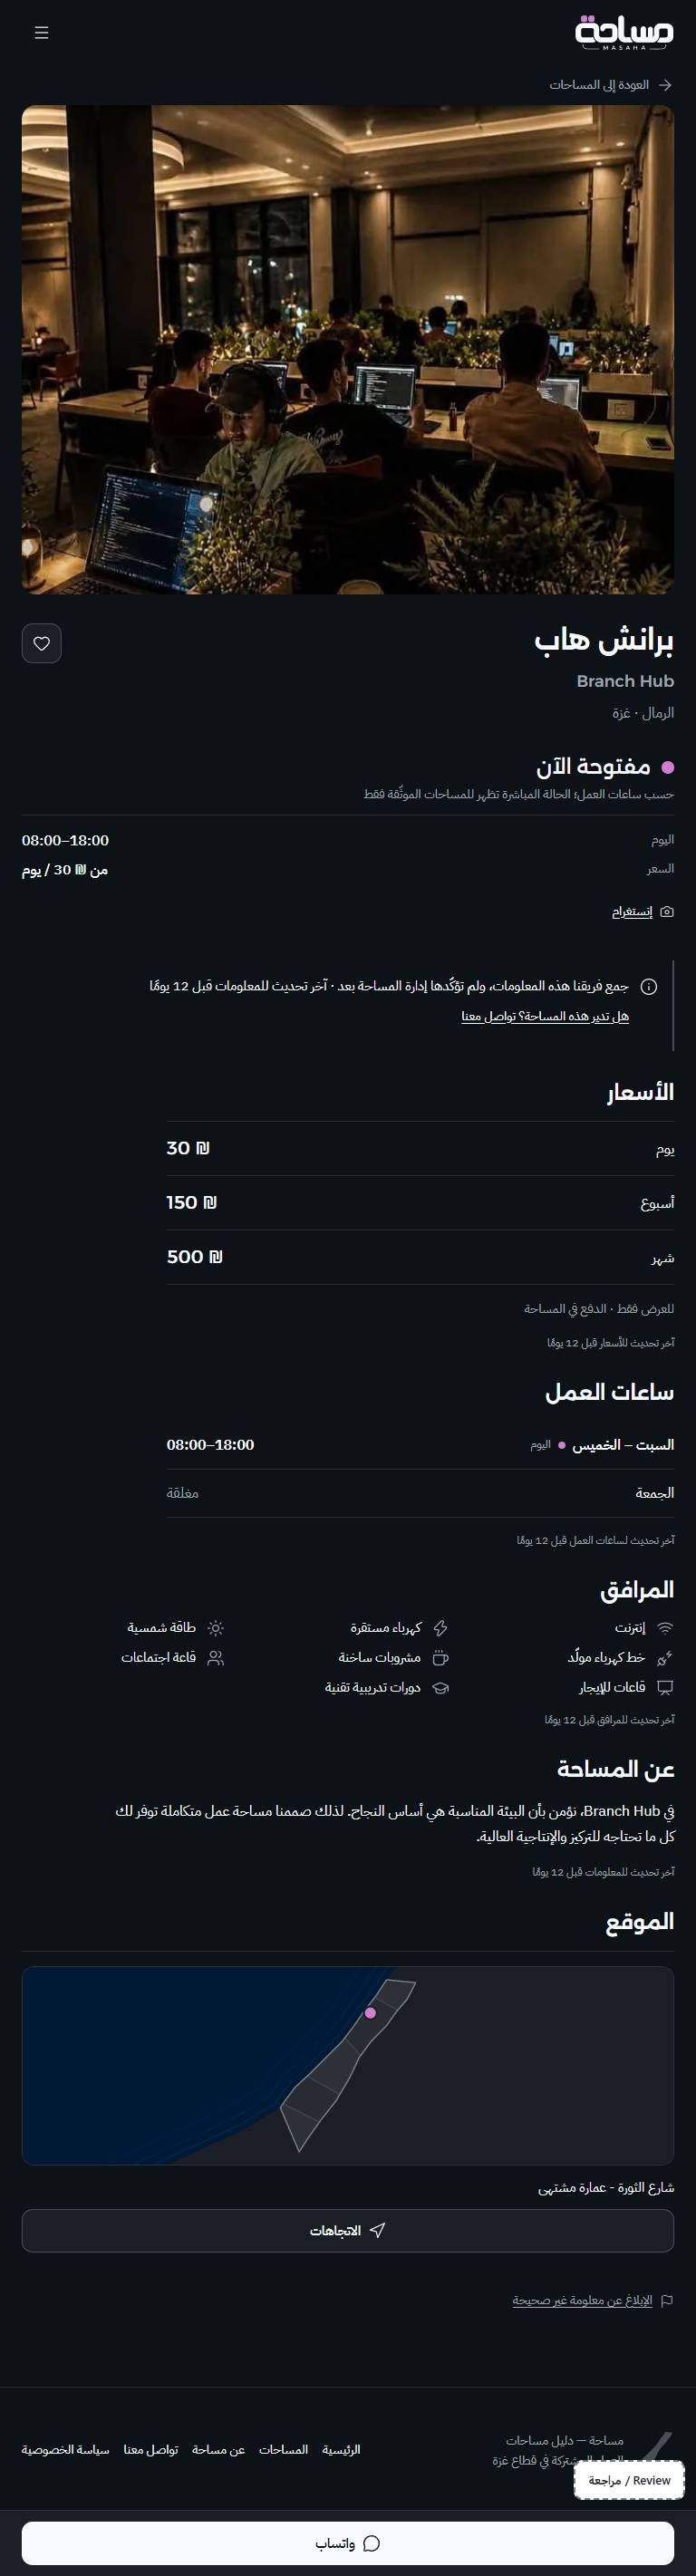 مساحة
MASAHA
العودة إلى المساحات
برانش هاب
Branch Hub
الرمال · غزة
مفتوحة الآن
حسب ساعات العمل؛ الحالة المباشرة تظهر للمساحات الموثّقة فقط
اليوم 08:00–18:00
السعر من ₪ 30 / يوم
إنستغرام
جمع فريقنا هذه المعلومات، ولم تؤكّدها إدارة المساحة بعد · آخر تحديث للمعلومات قبل 12 يومًا
هل تدير هذه المساحة؟ تواصل معنا
الأسعار
يوم ₪ 30
أسبوع ₪ 150
شهر ₪ 500
للعرض فقط · الدفع في المساحة
آخر تحديث للأسعار قبل 12 يومًا
ساعات العمل
السبت – الخميس اليوم 08:00–18:00
الجمعة مغلقة
آخر تحديث لساعات العمل قبل 12 يومًا
المرافق
إنترنت كهرباء مستقرة طاقة شمسية
خط كهرباء مولّد مشروبات ساخنة قاعة اجتماعات
قاعات للإيجار دورات تدريبية تقنية
آخر تحديث للمرافق قبل 12 يومًا
عن المساحة
في Branch Hub، نؤمن بأن البيئة المناسبة هي أساس النجاح. لذلك صممنا مساحة عمل متكاملة توفر لك
كل ما تحتاجه للتركيز والإنتاجية العالية.
آخر تحديث للمعلومات قبل 12 يومًا
الموقع
شارع الثورة - عمارة مشتهى
الاتجاهات
الإبلاغ عن معلومة غير صحيحة
مساحة — دليل مساحات
المشتركة في قطاع غزة
الرئيسية المساحات عن مساحة تواصل معنا سياسة الخصوصية
Review / مراجعة
واتساب